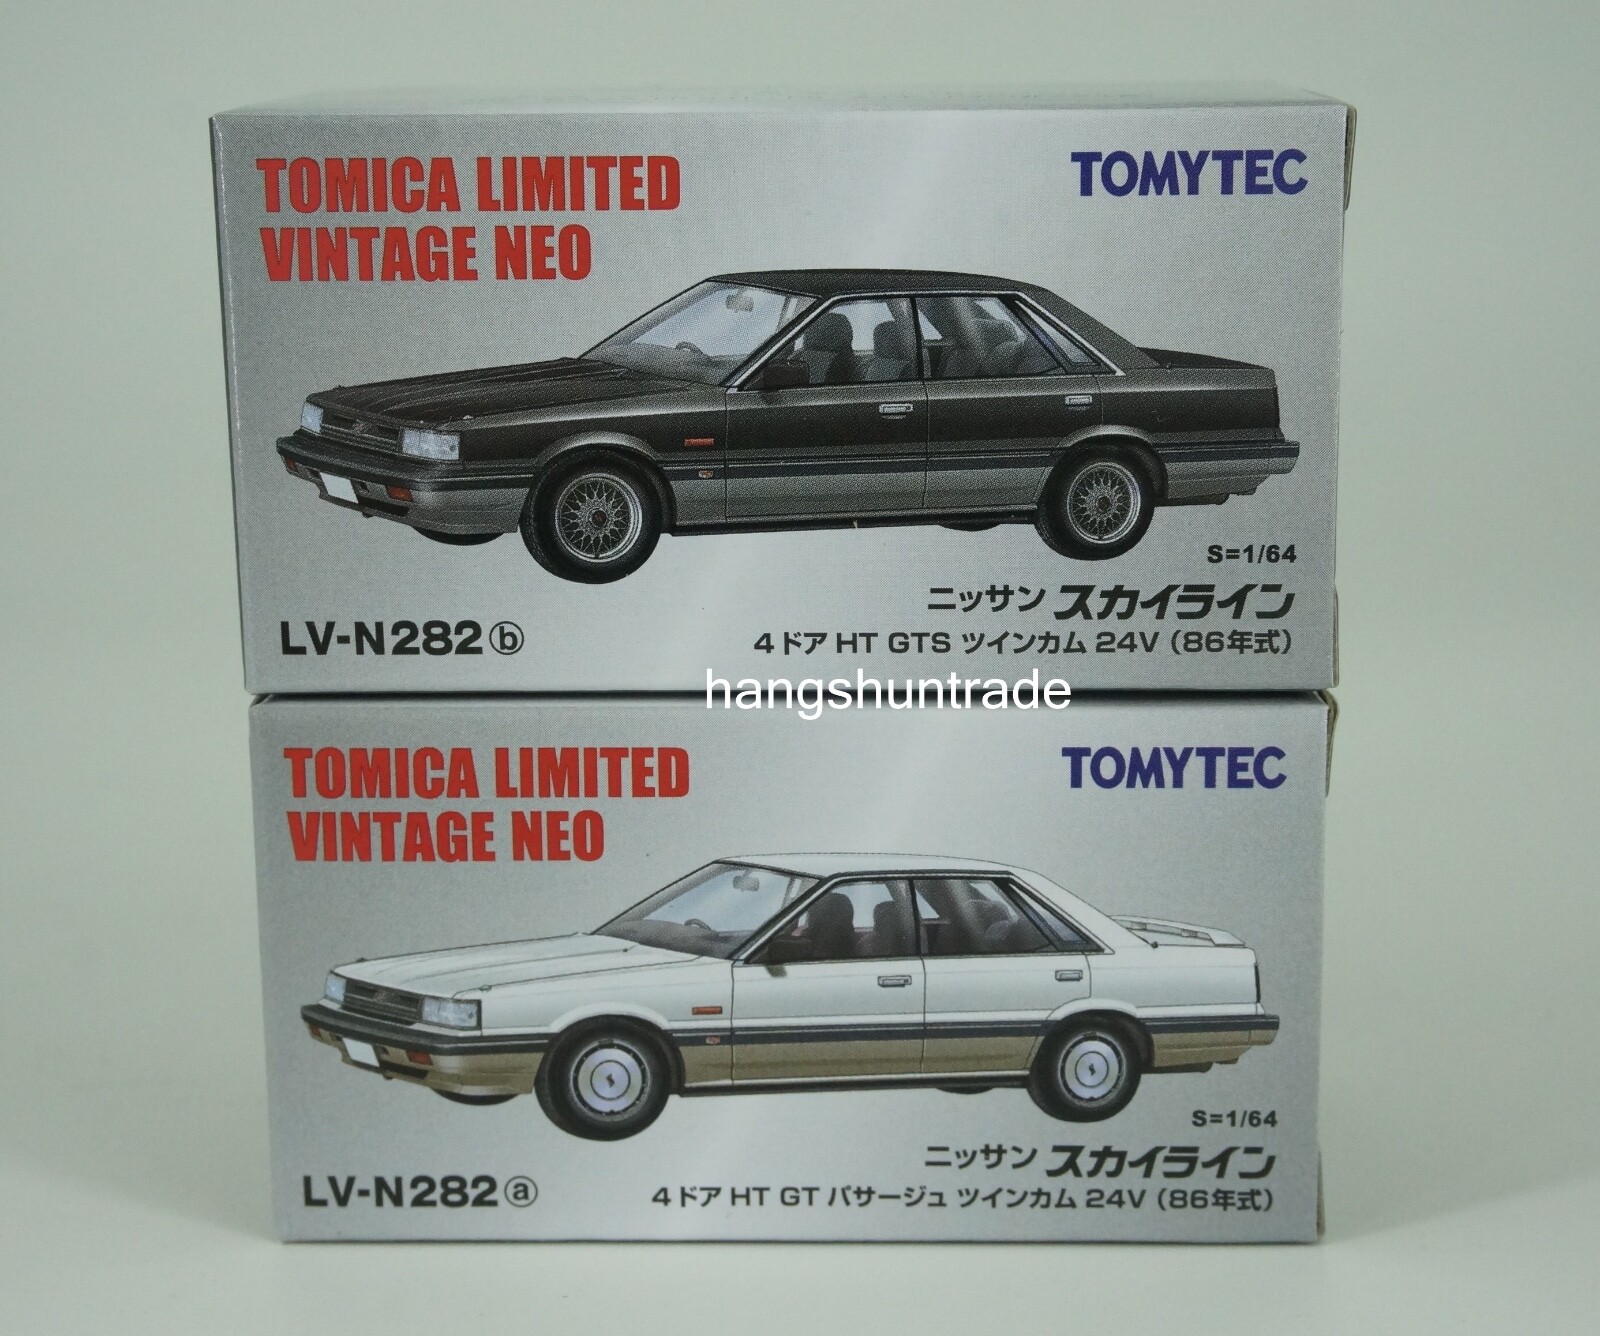 TOMICA LIMITED
VINTAGE NEO
TOMYTEC
S=1/64
ニッサン スカイライン
LV-N282ⓑ
4ドア HT GTS ツインカム 24V (86年式)
hangshuntrade
TOMICA LIMITED
VINTAGE NEO
TOMYTEC
S=1/64
ニッサン スカイライン
LV-N282ⓐ
4ドア HT GT パサージュ ツインカム 24V (86年式)